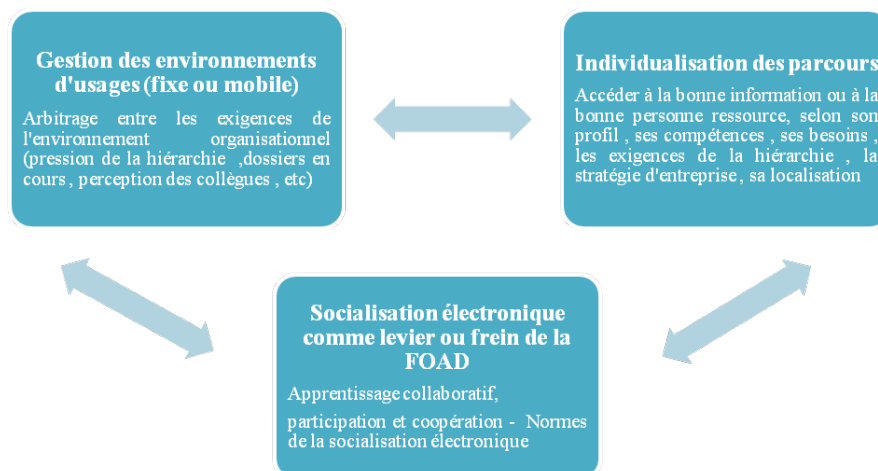 Gestion des environnements
d'usages (fixe ou mobile)
Arbitrage entre les exigences de
l'environnement organisationnel
(pression de la hiérarchie ,dossiers en
cours , perception des collègues , etc)
Individualisation des parcours
Accéder à la bonne information ou à la
bonne personne ressource, selon son
profil , ses compétences , ses besoins ,
les exigences de la hiérarchie , la
stratégie d'entreprise , sa localisation
Socialisation électronique
comme levier ou frein de la
FOAD
Apprentissage collaboratif,
participation et coopération - Normes
de la socialisation électronique